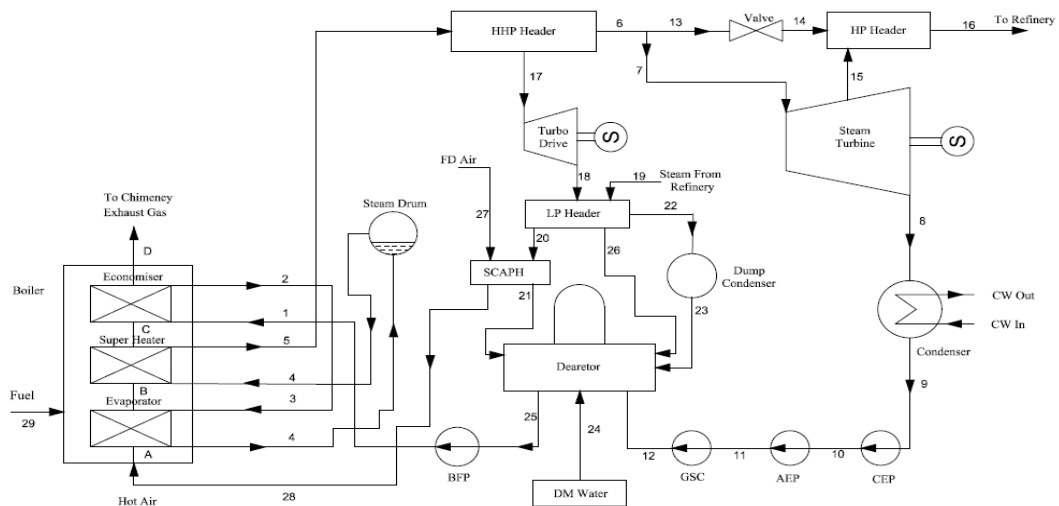 HHP Header
6
13
Valve
14
HP Header
16
To Refinery
7
15
17
Turbo
Drive
S
Steam
Turbine
S
FD Air
18
19
Steam From
Refinery
To Chimeney
Exhaust Gas
Steam Drum
27
LP Header
22
8
20
26
D
SCAPH
Dump
Condenser
Boiler
Economiser
2
21
23
CW Out
CW In
Condenser
C
1
Super Heater
5
Dearetor
9
4
Fuel
B
3
29
Evaporator
25
24
4
12
11
10
A
BFP
GSC
AEP
CEP
Hot Air
28
DM Water